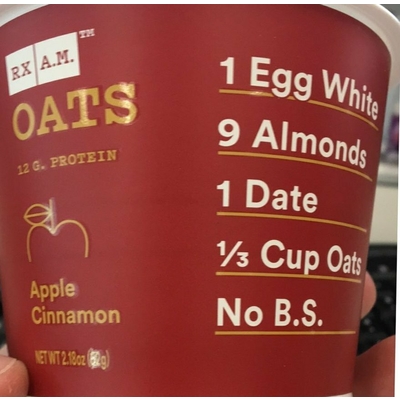 RX A.M.™
OATS
12 G. PROTEIN
Apple
Cinnamon
NET WT 2.18oz (62g)
1 Egg White
9 Almonds
1 Date
⅓ Cup Oats
No B.S.